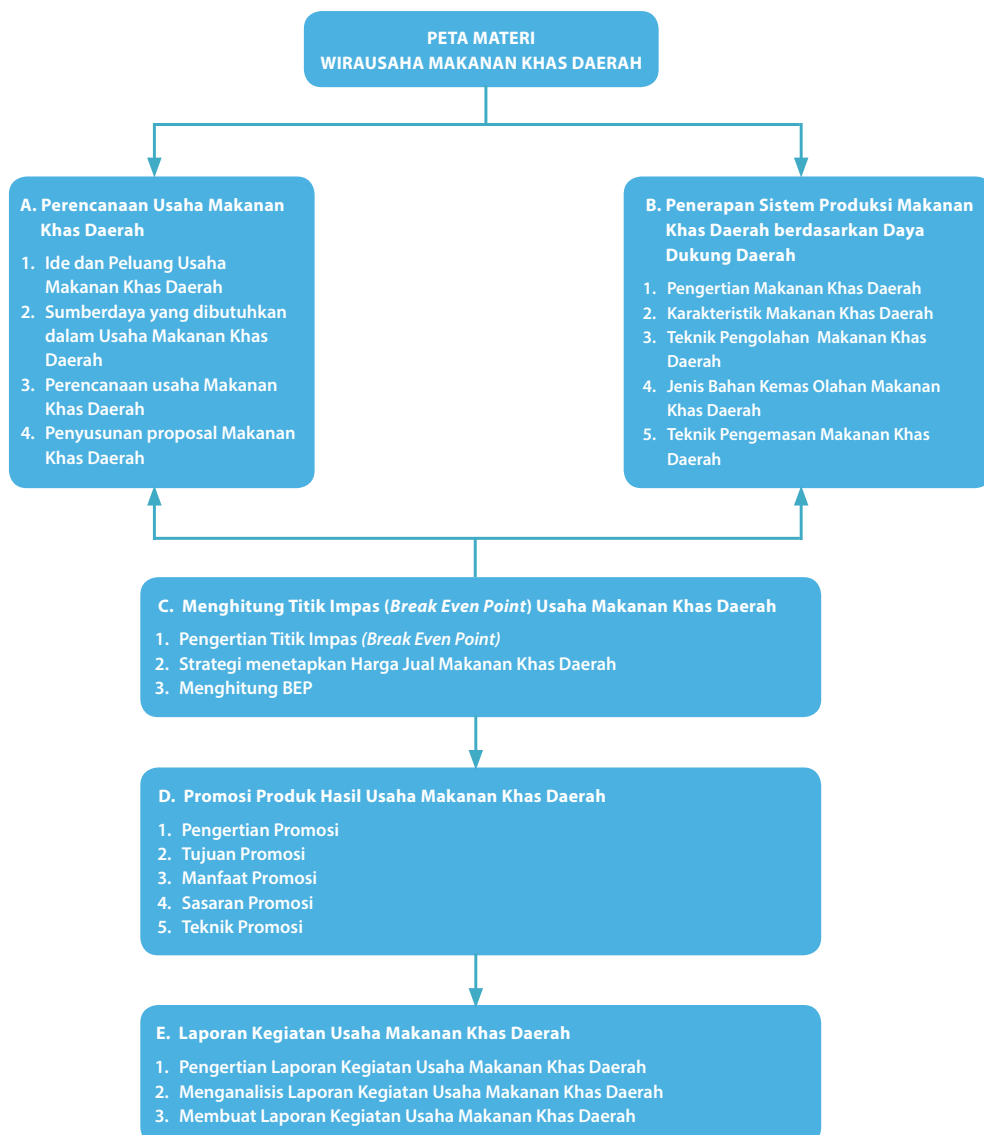 PETA MATERI
WIRAUSAHA MAKANAN KHAS DAERAH
A. Perencanaan Usaha Makanan
Khas Daerah
1. Ide dan Peluang Usaha
Makanan Khas Daerah
2. Sumberdaya yang dibutuhkan
dalam Usaha Makanan Khas
Daerah
3. Perencanaan usaha Makanan
Khas Daerah
4. Penyusunan proposal Makanan
Khas Daerah
B. Penerapan Sistem Produksi Makanan
Khas Daerah berdasarkan Daya
Dukung Daerah
1. Pengertian Makanan Khas Daerah
2. Karakteristik Makanan Khas Daerah
3. Teknik Pengolahan Makanan Khas
Daerah
4. Jenis Bahan Kemas Olahan Makanan
Khas Daerah
5. Teknik Pengemasan Makanan Khas
Daerah
C. Menghitung Titik Impas (Break Even Point) Usaha Makanan Khas Daerah
1. Pengertian Titik Impas (Break Even Point)
2. Strategi menetapkan Harga Jual Makanan Khas Daerah
3. Menghitung BEP
D. Promosi Produk Hasil Usaha Makanan Khas Daerah
1. Pengertian Promosi
2. Tujuan Promosi
3. Manfaat Promosi
4. Sasaran Promosi
5. Teknik Promosi
E. Laporan Kegiatan Usaha Makanan Khas Daerah
1. Pengertian Laporan Kegiatan Usaha Makanan Khas Daerah
2. Menganalisis Laporan Kegiatan Usaha Makanan Khas Daerah
3. Membuat Laporan Kegiatan Usaha Makanan Khas Daerah